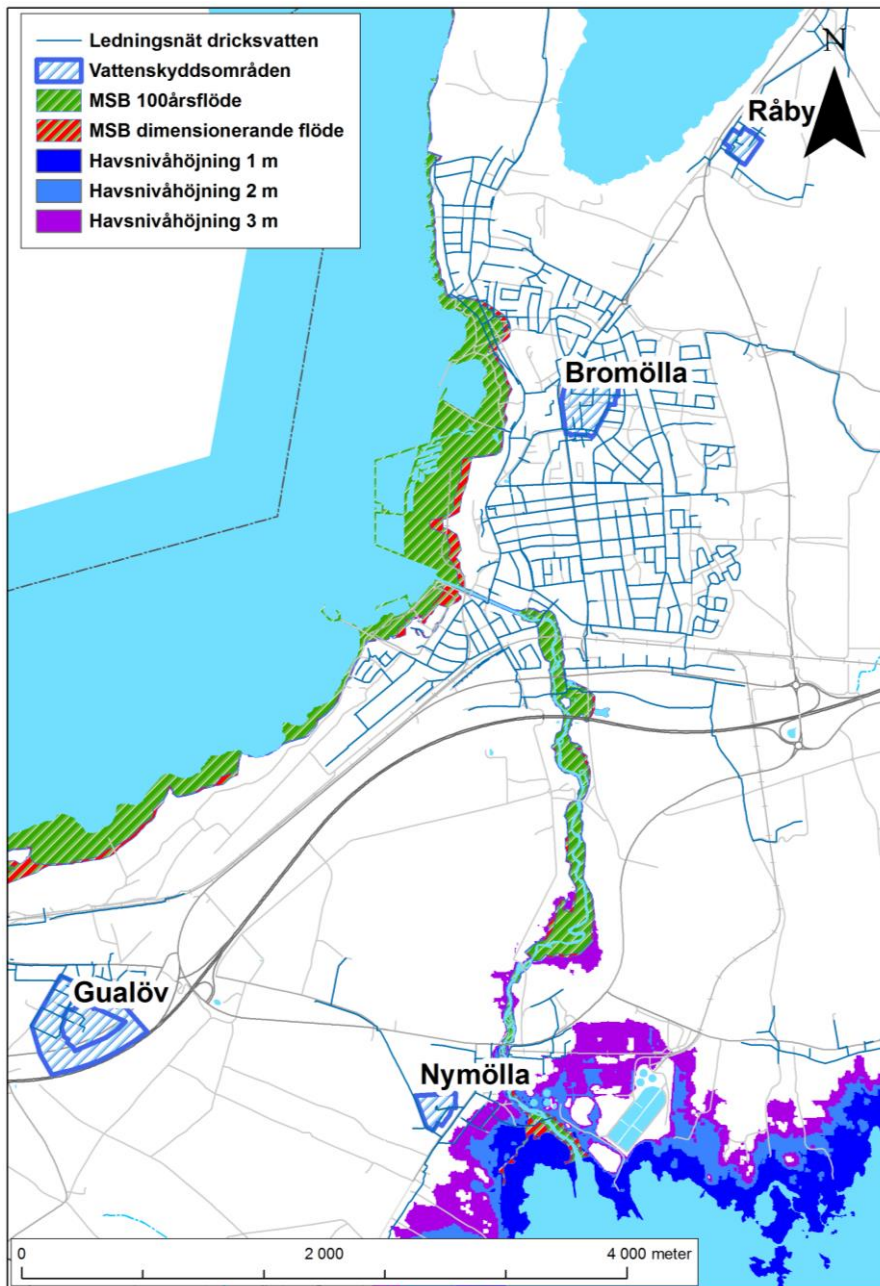 Ledningsnät dricksvatten
Vattenskyddsområden
MSB 100årsflöde
MSB dimensionerande flöde
Havsnivåhöjning 1 m
Havsnivåhöjning 2 m
Havsnivåhöjning 3 m
N
Råby
Bromölla
Gualöv
Nymölla
0 2 000 4 000 meter